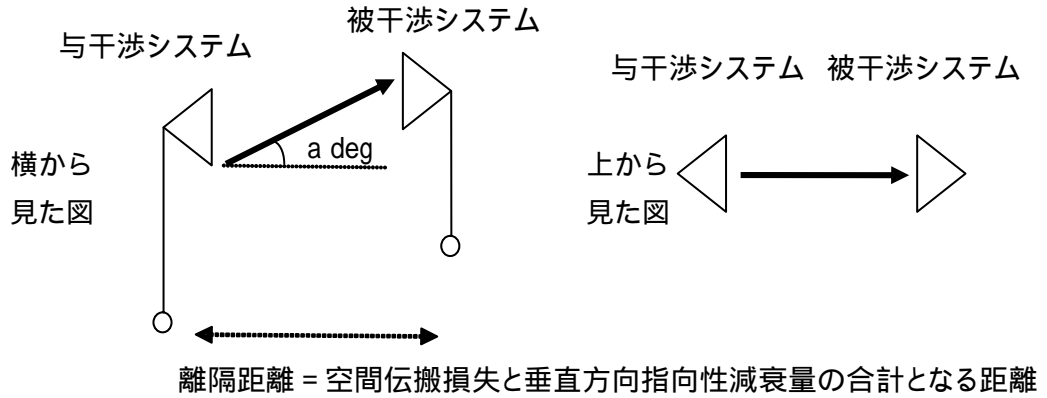 与干渉システム
被干渉システム
a deg
横から
見た図
与干渉システム 被干渉システム
上から
見た図
離隔距離 = 空間伝搬損失と垂直方向指向性減衰量の合計となる距離